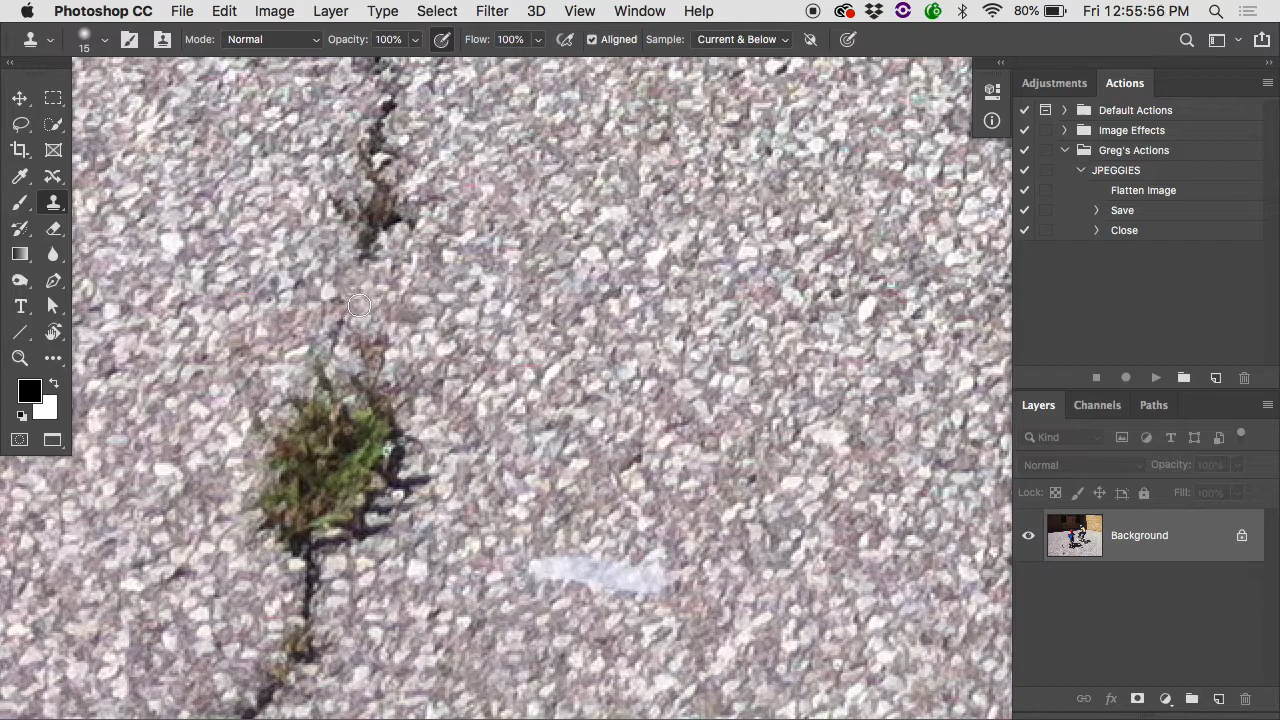 Photoshop CC File Edit Image Layer Type Select Filter 3D View Window Help 80% Fri 12:55:56 PM
15 Mode: Normal Opacity: 100% Flow: 100% Aligned Sample: Current & Below
Adjustments Actions
Default Actions
Image Effects
Greg's Actions
JPEGGIES
Flatten Image
Save
Close
Layers Channels Paths
Kind
Normal Opacity: 100%
Lock: Fill: 100%
Background